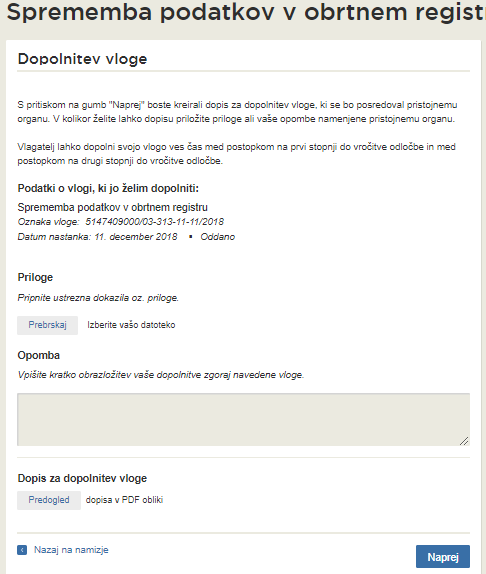 Sprememba podatkov v obrtnem regist
Dopolnitev vloge
S pritiskom na gumb "Naprej" boste kreirali dopis za dopolnitev vloge, ki se bo posredoval pristojnemu
organu. V kolikor želite lahko dopisu priložite priloge ali vaše opombe namenjene pristojnemu organu.
Vlagatelj lahko dopolni svojo vlogo ves čas med postopkom na prvi stopnji do vročitve odločbe in med
postopkom na drugi stopnji do vročitve odločbe.
Podatki o vlogi, ki jo želim dopolniti:
Sprememba podatkov v obrtnem registru
Oznaka vloge: 5147409000/03-313-11-11/2018
Datum nastanka: 11. december 2018 ▪ Oddano
Priloge
Pripnite ustrezna dokazila oz. priloge.
Prebrskaj Izberite vašo datoteko
Opomba
Vpišite kratko obrazložitev vaše dopolnitve zgoraj navedene vloge.
Dopis za dopolnitev vloge
Predogled dopisa v PDF obliki
Nazaj na namizje
Naprej